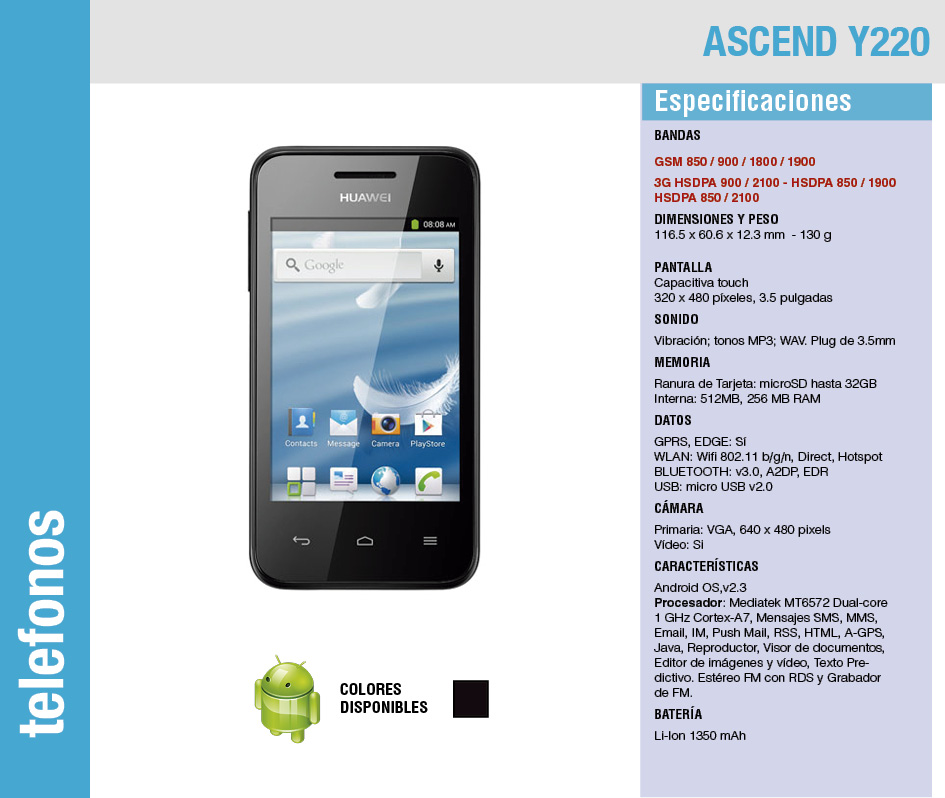 ASCEND Y220
telefonos
HUAWEI
08:08 AM
Google
Contacts Message Camera PlayStore
COLORES
DISPONIBLES
Especificaciones
BANDAS
GSM 850 / 900 / 1800 / 1900
3G HSDPA 900 / 2100 - HSDPA 850 / 1900
HSDPA 850 / 2100
DIMENSIONES Y PESO
116.5 x 60.6 x 12.3 mm - 130 g
PANTALLA
Capacitiva touch
320 x 480 píxeles, 3.5 pulgadas
SONIDO
Vibración; tonos MP3; WAV. Plug de 3.5mm
MEMORIA
Ranura de Tarjeta: microSD hasta 32GB
Interna: 512MB, 256 MB RAM
DATOS
GPRS, EDGE: Sí
WLAN: Wifi 802.11 b/g/n, Direct, Hotspot
BLUETOOTH: v3.0, A2DP, EDR
USB: micro USB v2.0
CÁMARA
Primaria: VGA, 640 x 480 pixels
Vídeo: Si
CARACTERÍSTICAS
Android OS,v2.3
Procesador: Mediatek MT6572 Dual-core
1 GHz Cortex-A7, Mensajes SMS, MMS,
Email, IM, Push Mail, RSS, HTML, A-GPS,
Java, Reproductor, Visor de documentos,
Editor de imágenes y vídeo, Texto Pre-
dictivo. Estéreo FM con RDS y Grabador
de FM.
BATERÍA
Li-Ion 1350 mAh